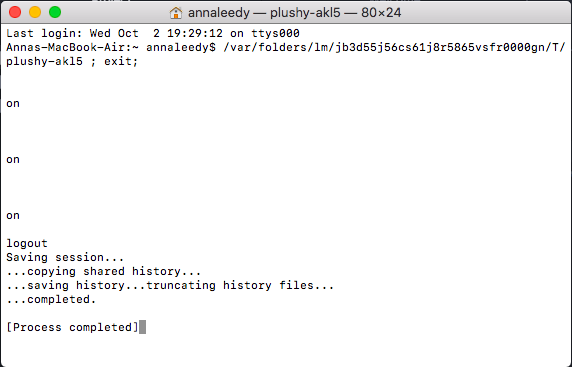 annaleedy — plushy-akl5 — 80×24
Last login: Wed Oct  2 19:29:12 on ttys000
Annas-MacBook-Air:~ annaleedy$ /var/folders/lm/jb3d55j56cs61j8r5865vsfr0000gn/T/
plushy-akl5 ; exit;
on
on
on
logout
Saving session...
...copying shared history...
...saving history...truncating history files...
...completed.
[Process completed]